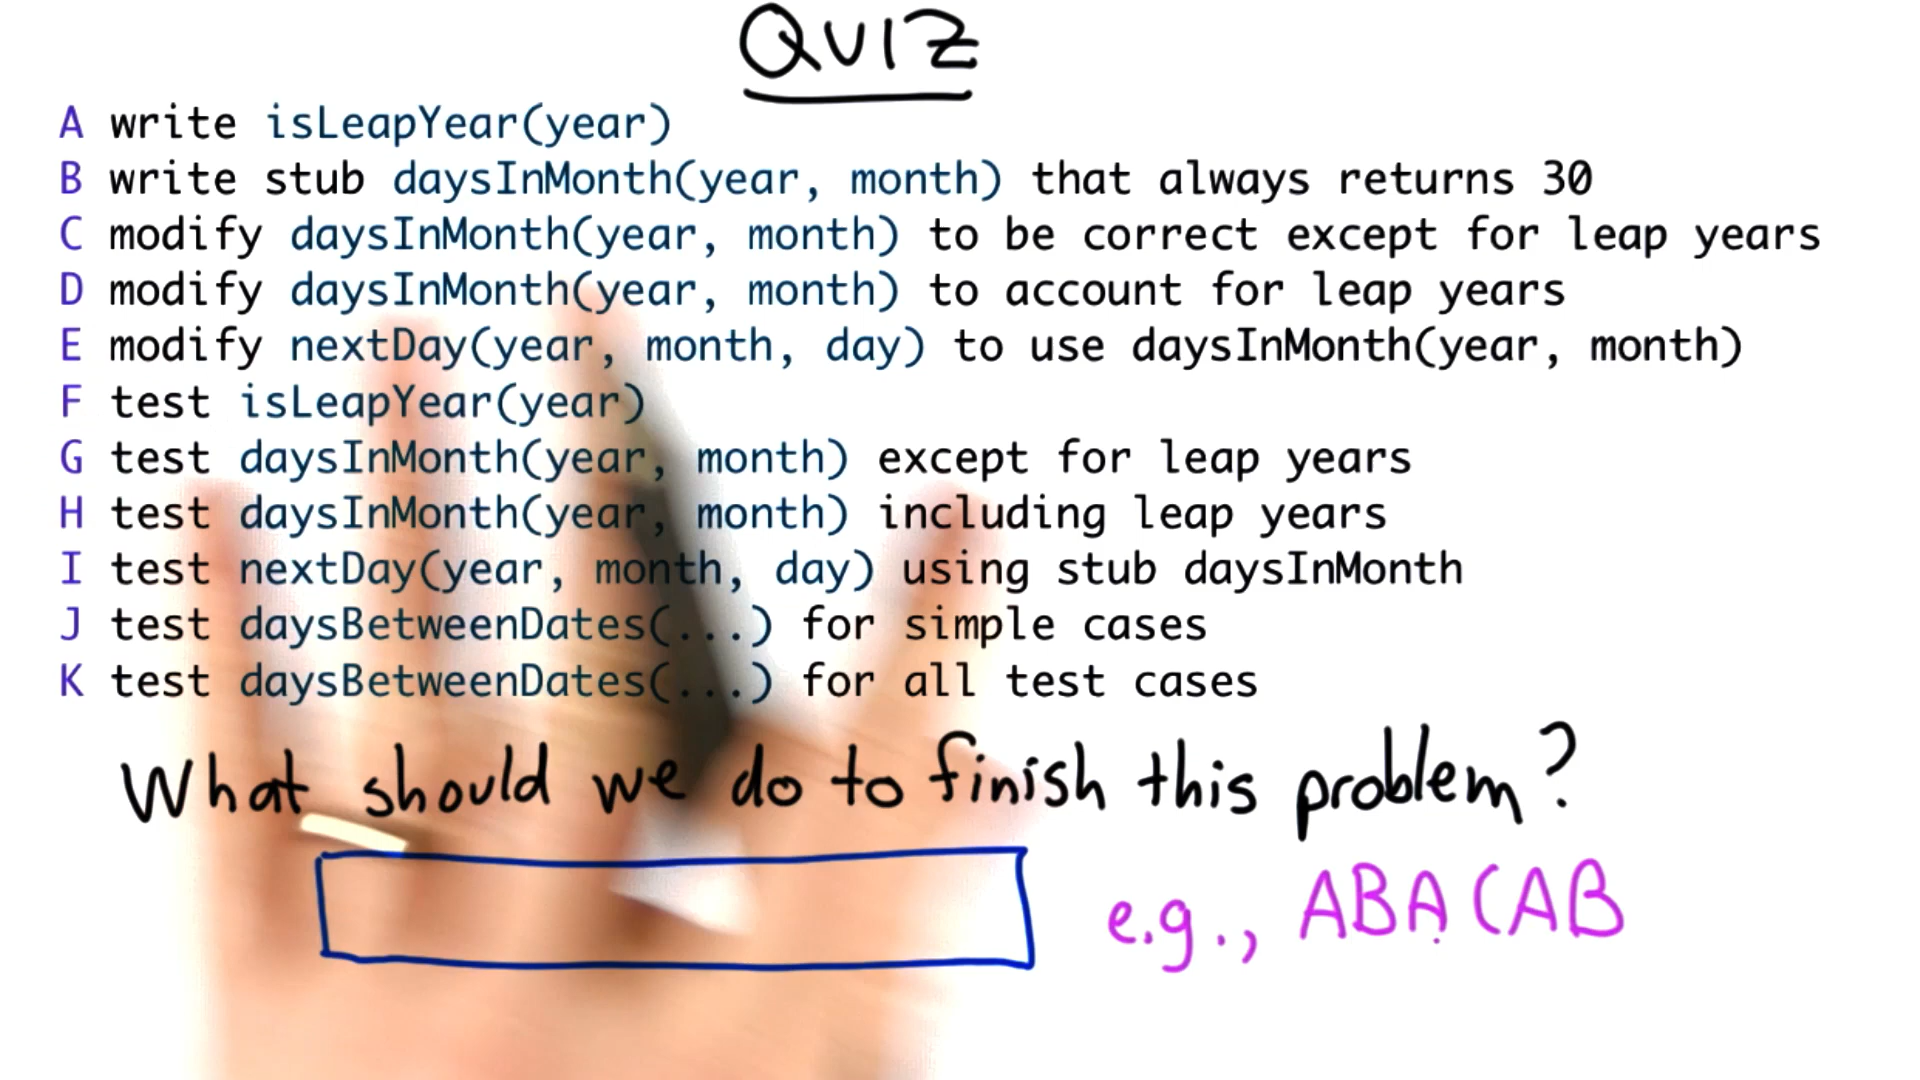 QUIZ
A write isLeapYear(year)
B write stub daysInMonth(year, month) that always returns 30
C modify daysInMonth(year, month) to be correct except for leap years
D modify daysInMonth(year, month) to account for leap years
E modify nextDay(year, month, day) to use daysInMonth(year, month)
F test isLeapYear(year)
G test daysInMonth(year, month) except for leap years
H test daysInMonth(year, month) including leap years
I test nextDay(year, month, day) using stub daysInMonth
J test daysBetweenDates(...) for simple cases
K test daysBetweenDates(...) for all test cases
What should we do to finish this problem?
e.g., ABACAB